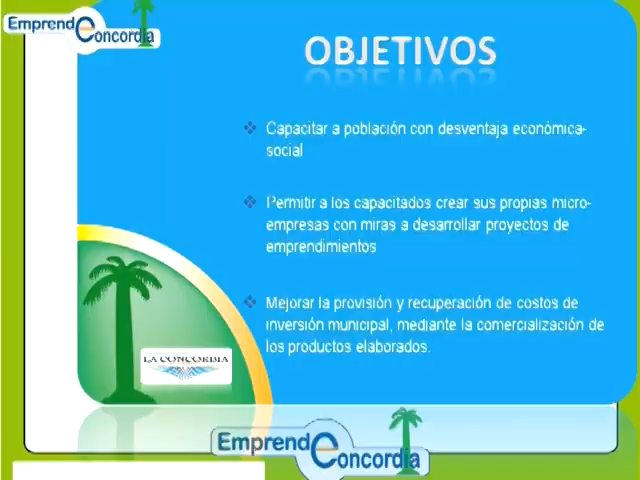 Emprend e Concordia
OBJETIVOS
Capacitar a población con desventaja económica-
social
Permitir a los capacitados crear sus propias micro-
empresas con miras a desarrollar proyectos de
emprendimientos
Mejorar la provisión y recuperación de costos de
inversión municipal, mediante la comercialización de
los productos elaborados.
LA CONCORDIA
Emprend e Concordia